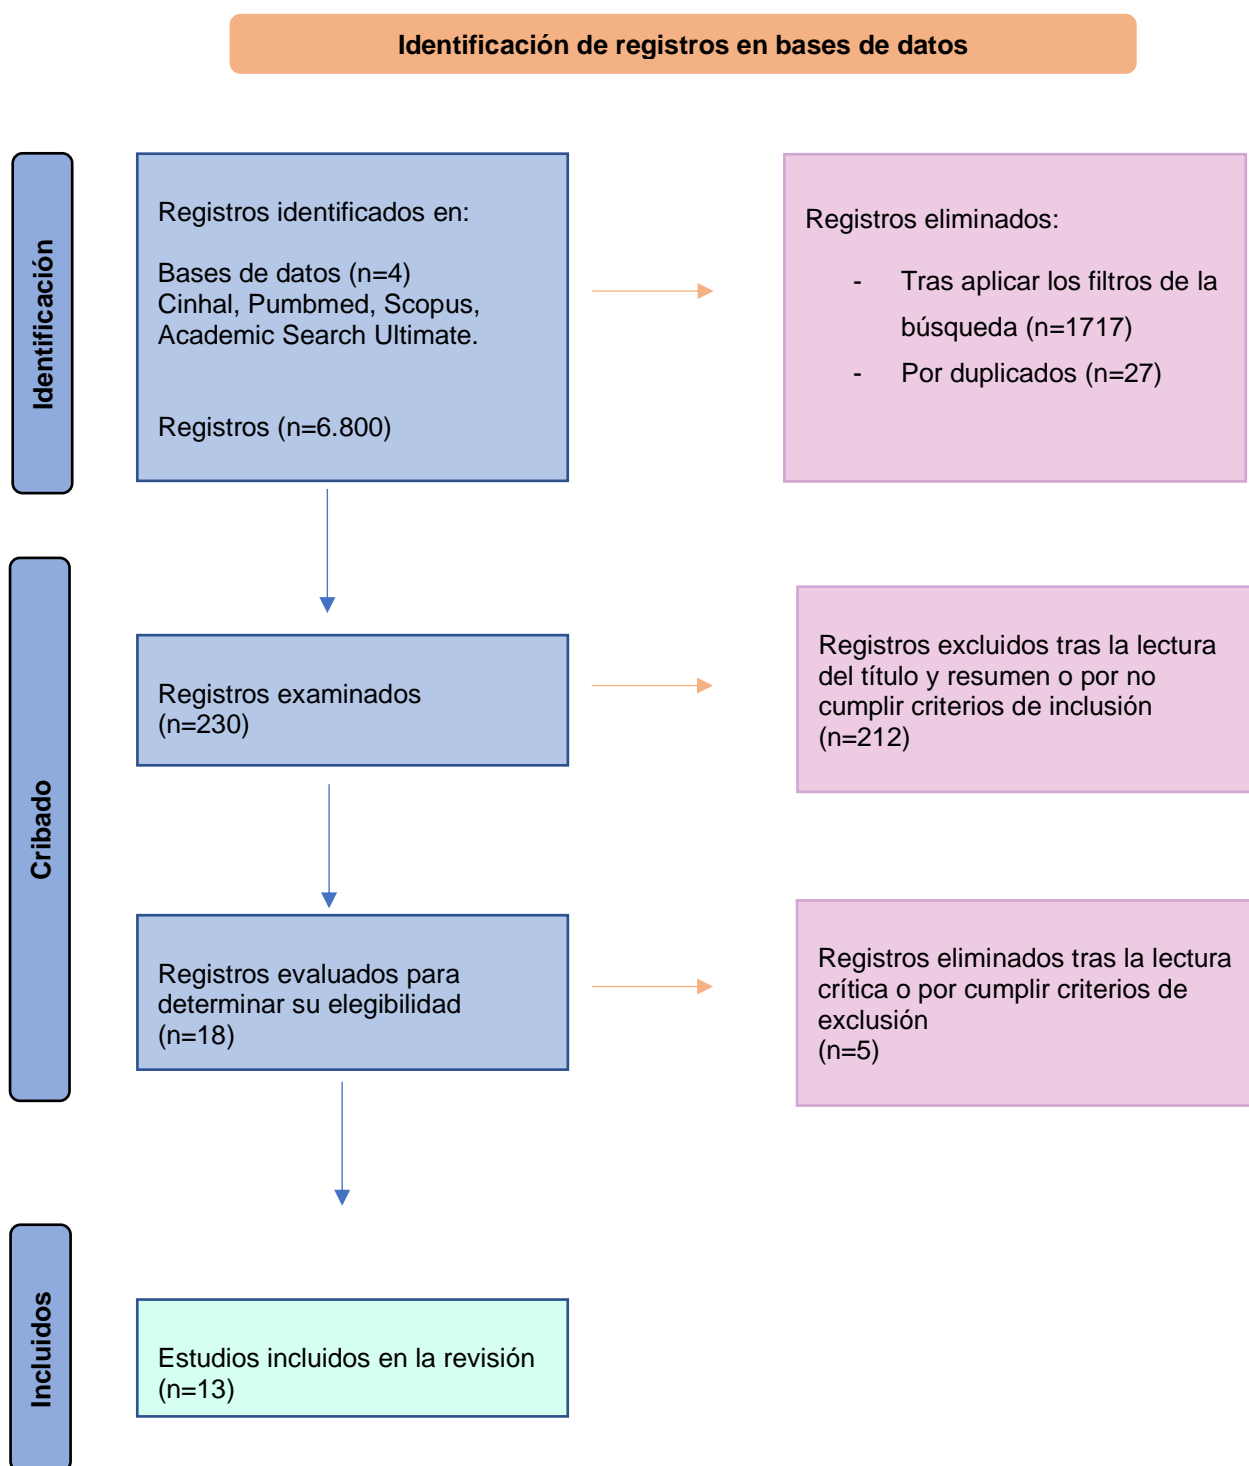 Identificación de registros en bases de datos
Identificación
Registros identificados en:
Bases de datos (n=4)
Cinhal, Pumbmed, Scopus,
Academic Search Ultimate.
Registros (n=6.800)
Registros eliminados:
- Tras aplicar los filtros de la
búsqueda (n=1717)
- Por duplicados (n=27)
Cribado
Registros examinados
(n=230)
Registros excluidos tras la lectura
del título y resumen o por no
cumplir criterios de inclusión
(n=212)
Registros evaluados para
determinar su elegibilidad
(n=18)
Registros eliminados tras la lectura
crítica o por cumplir criterios de
exclusión
(n=5)
Incluidos
Estudios incluidos en la revisión
(n=13)